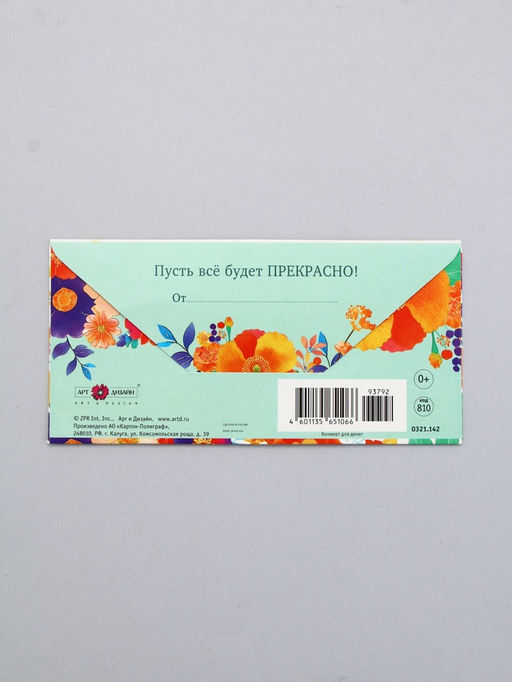 Пусть всё будет ПРЕКРАСНО!
От
АРТ ДИЗАЙН ®
ART & DESIGN
© ZPR Int, Inc., Арт и Дизайн, www.artd.ru
Произведено АО «Картон-Полиграф»,
248010, РФ, г. Калуга, ул. Комсомольская роща, д. 39
93792
4 601135 651066
Конверт для денег
0+
код
810
0321.142